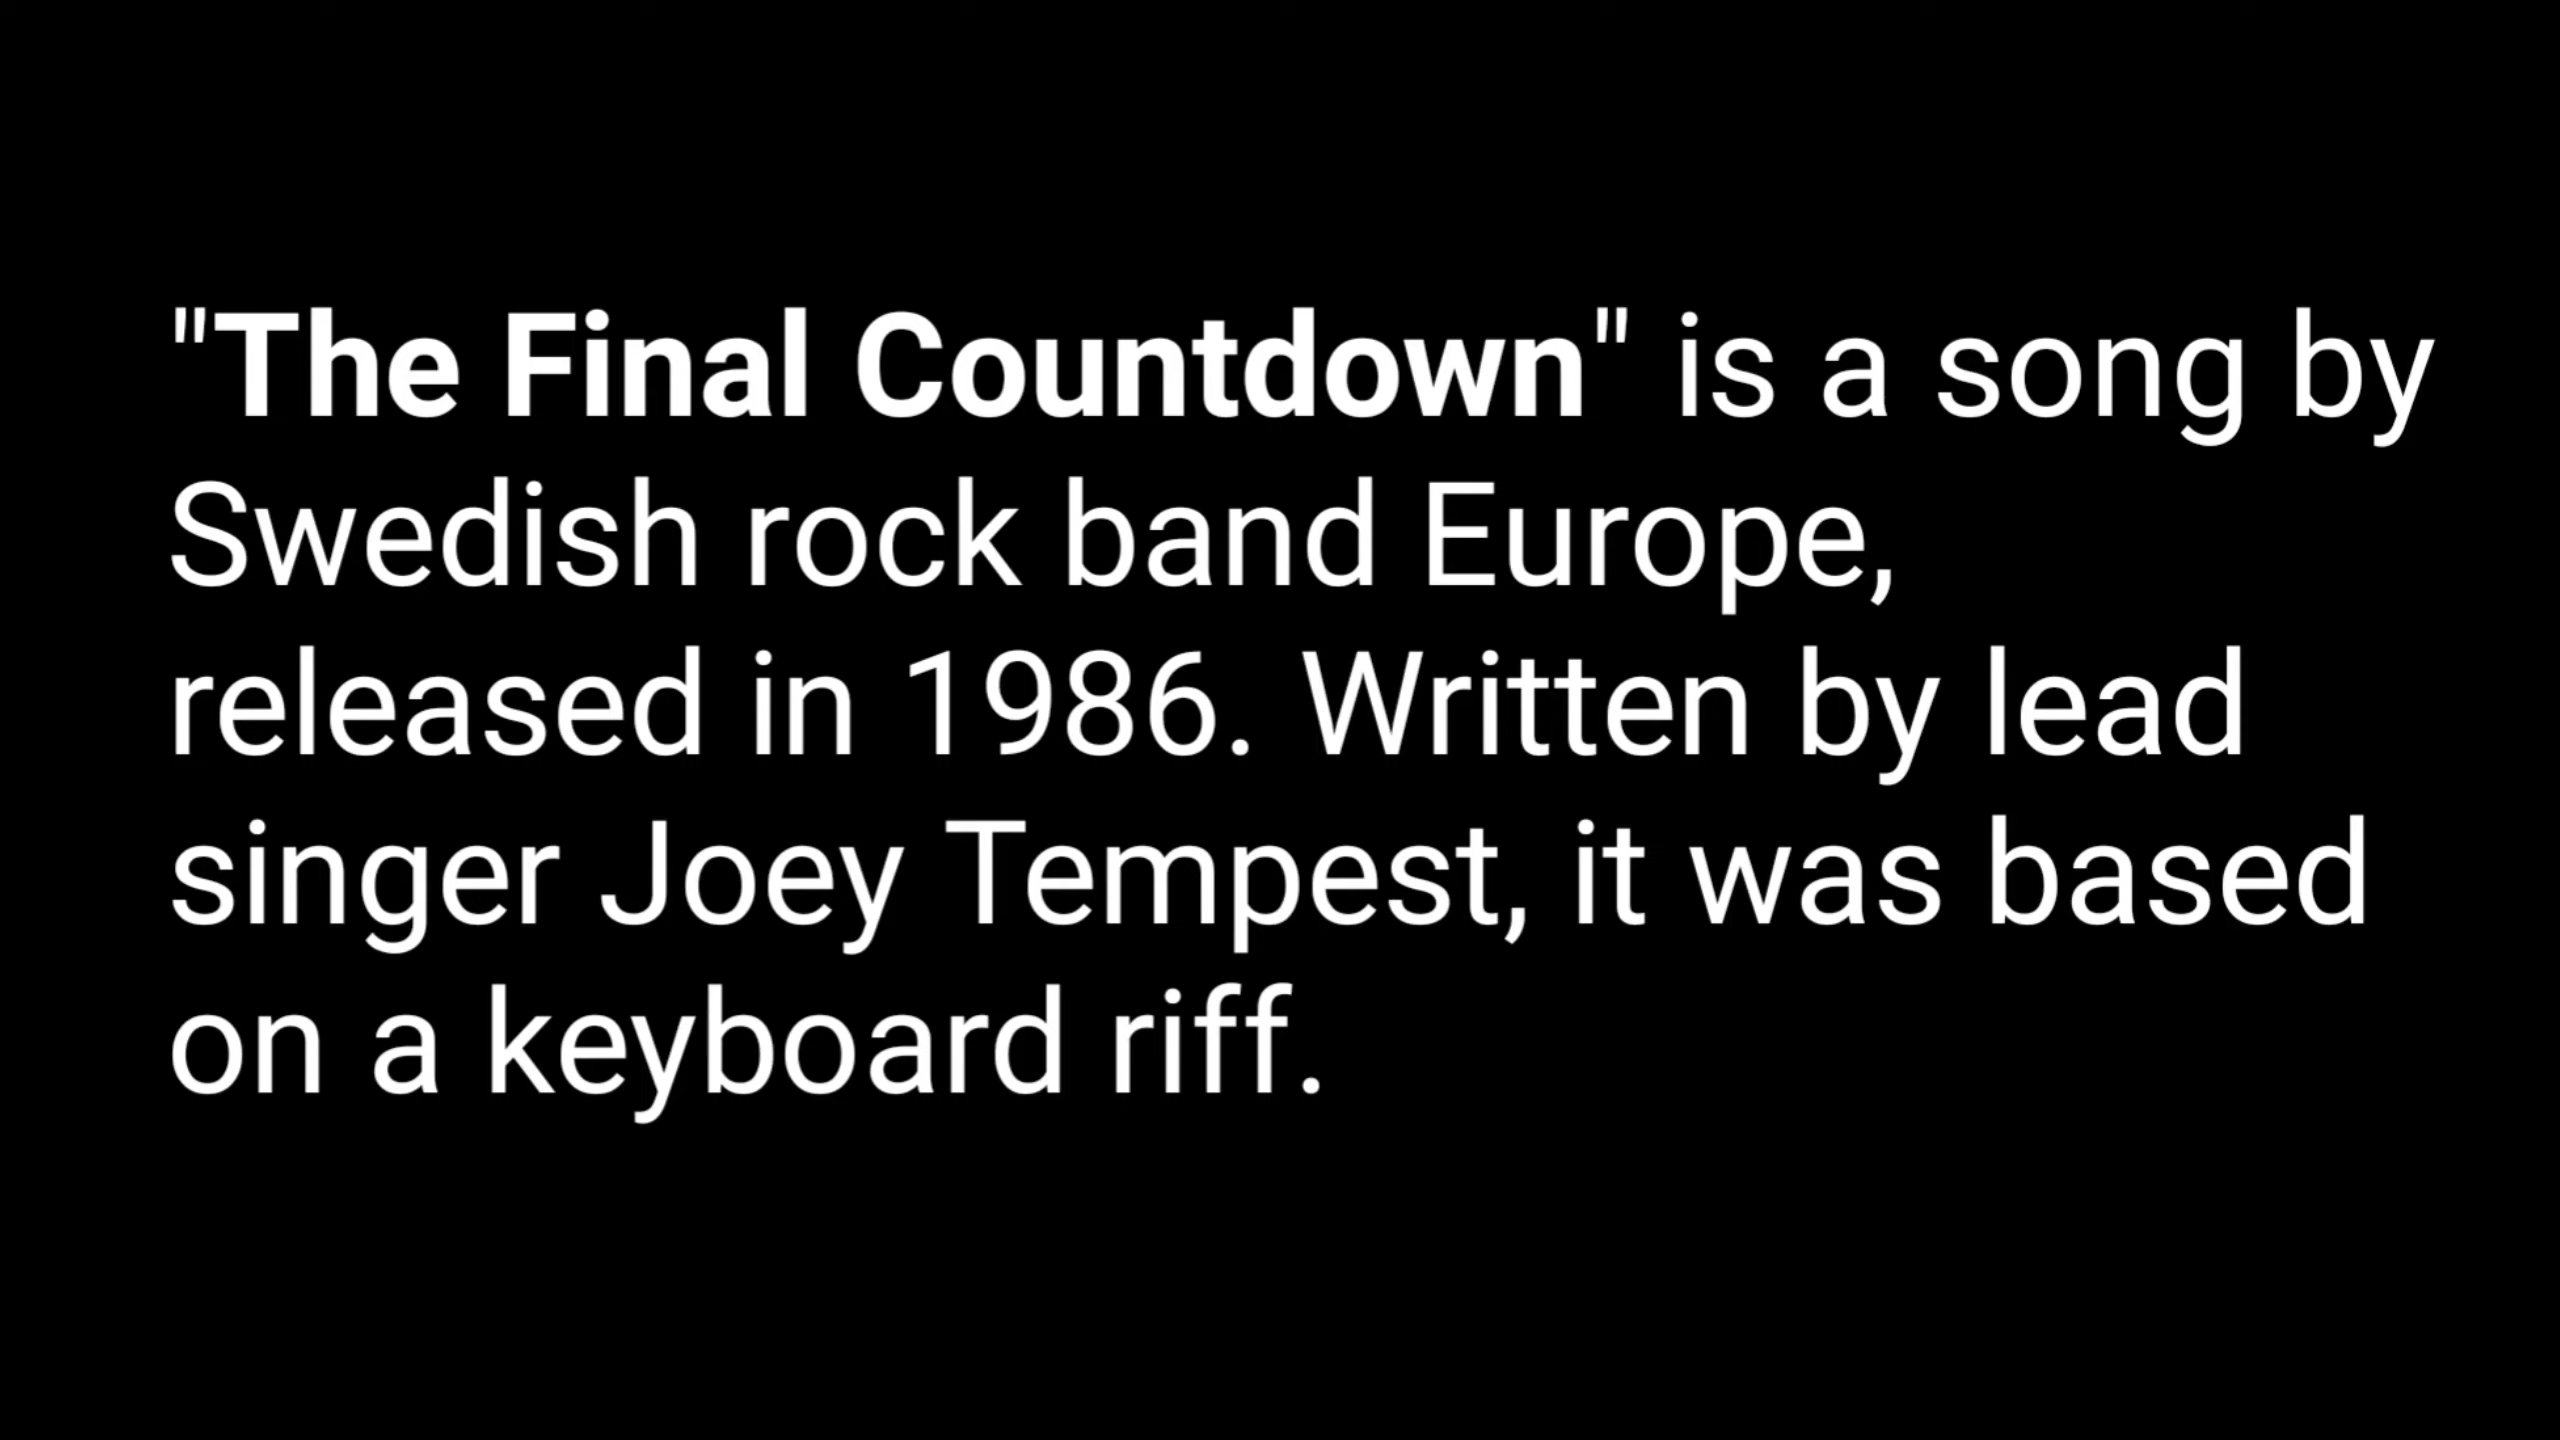 "The Final Countdown" is a song by
Swedish rock band Europe,
released in 1986. Written by lead
singer Joey Tempest, it was based
on a keyboard riff.